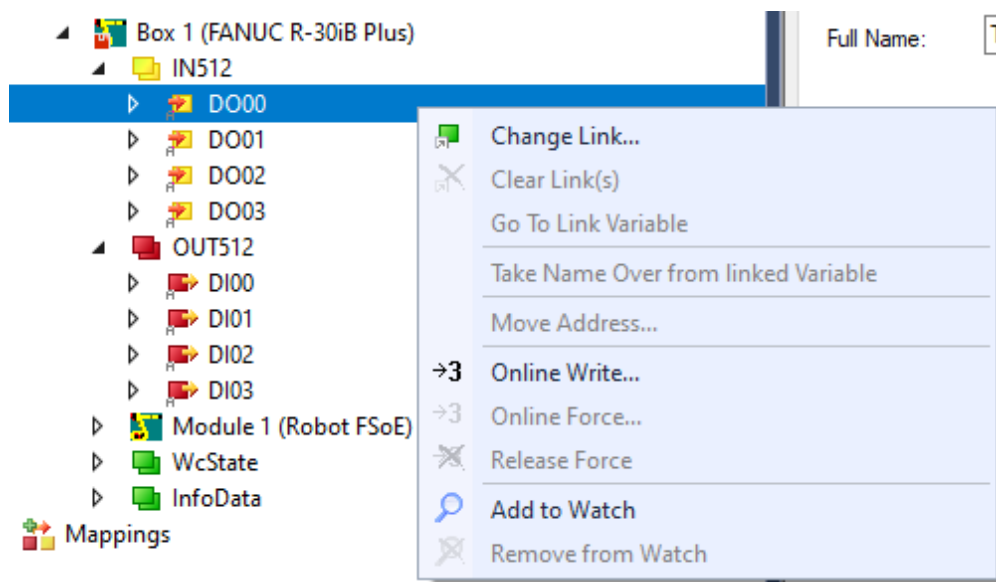 Box 1 (FANUC R-30iB Plus)
Full Name:
IN512
DO00
DO01
DO02
DO03
OUT512
DI00
DI01
DI02
DI03
Module 1 (Robot FSoE)
WcState
InfoData
Mappings
Change Link...
Clear Link(s)
Go To Link Variable
Take Name Over from linked Variable
Move Address...
→3 Online Write...
→3 Online Force...
Release Force
Add to Watch
Remove from Watch